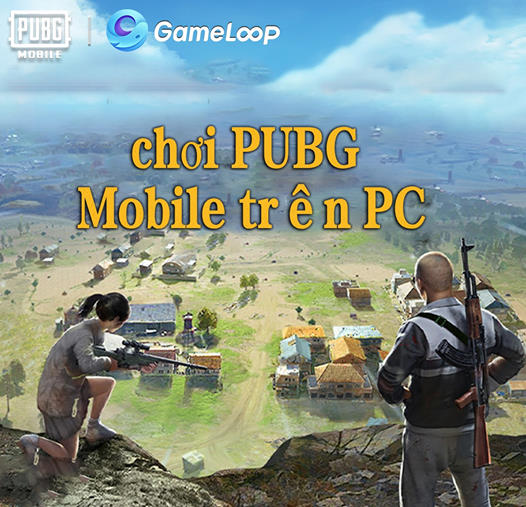 PUBG
MOBILE
GameLoop
chơi PUBG
Mobile tr ê n PC